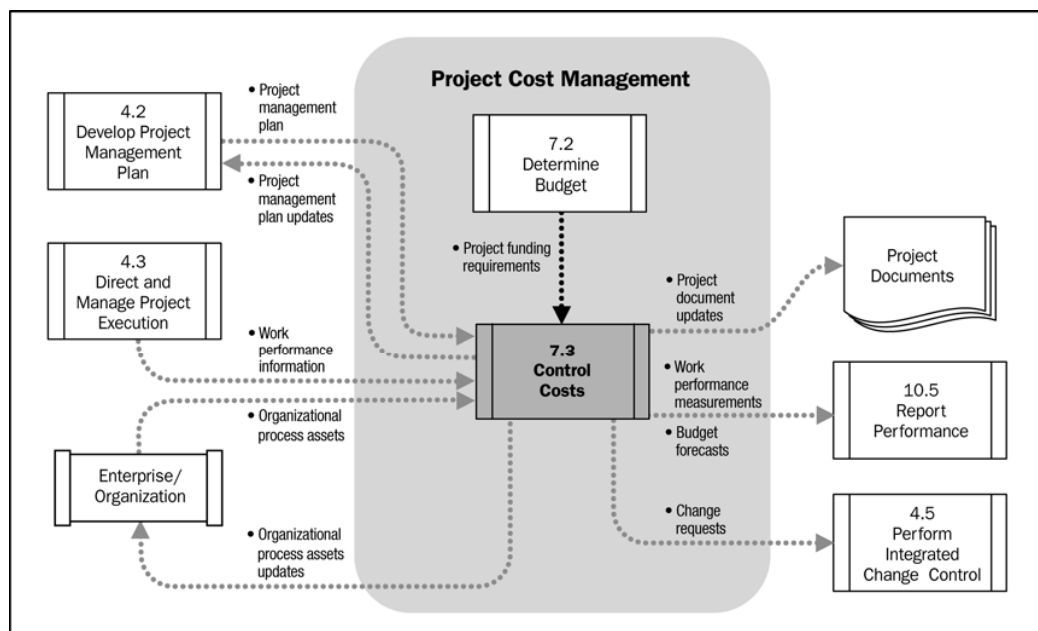 Project Cost Management
4.2
Develop Project
Management
Plan
• Project
management
plan
• Project
management
plan updates
7.2
Determine
Budget
• Project funding
requirements
4.3
Direct and
Manage Project
Execution
• Work
performance
information
• Organizational
process assets
Enterprise/
Organization
• Organizational
process assets
updates
7.3
Control
Costs
• Project
document
updates
Project
Documents
• Work
performance
measurements
• Budget
forecasts
10.5
Report
Performance
• Change
requests
4.5
Perform
Integrated
Change Control